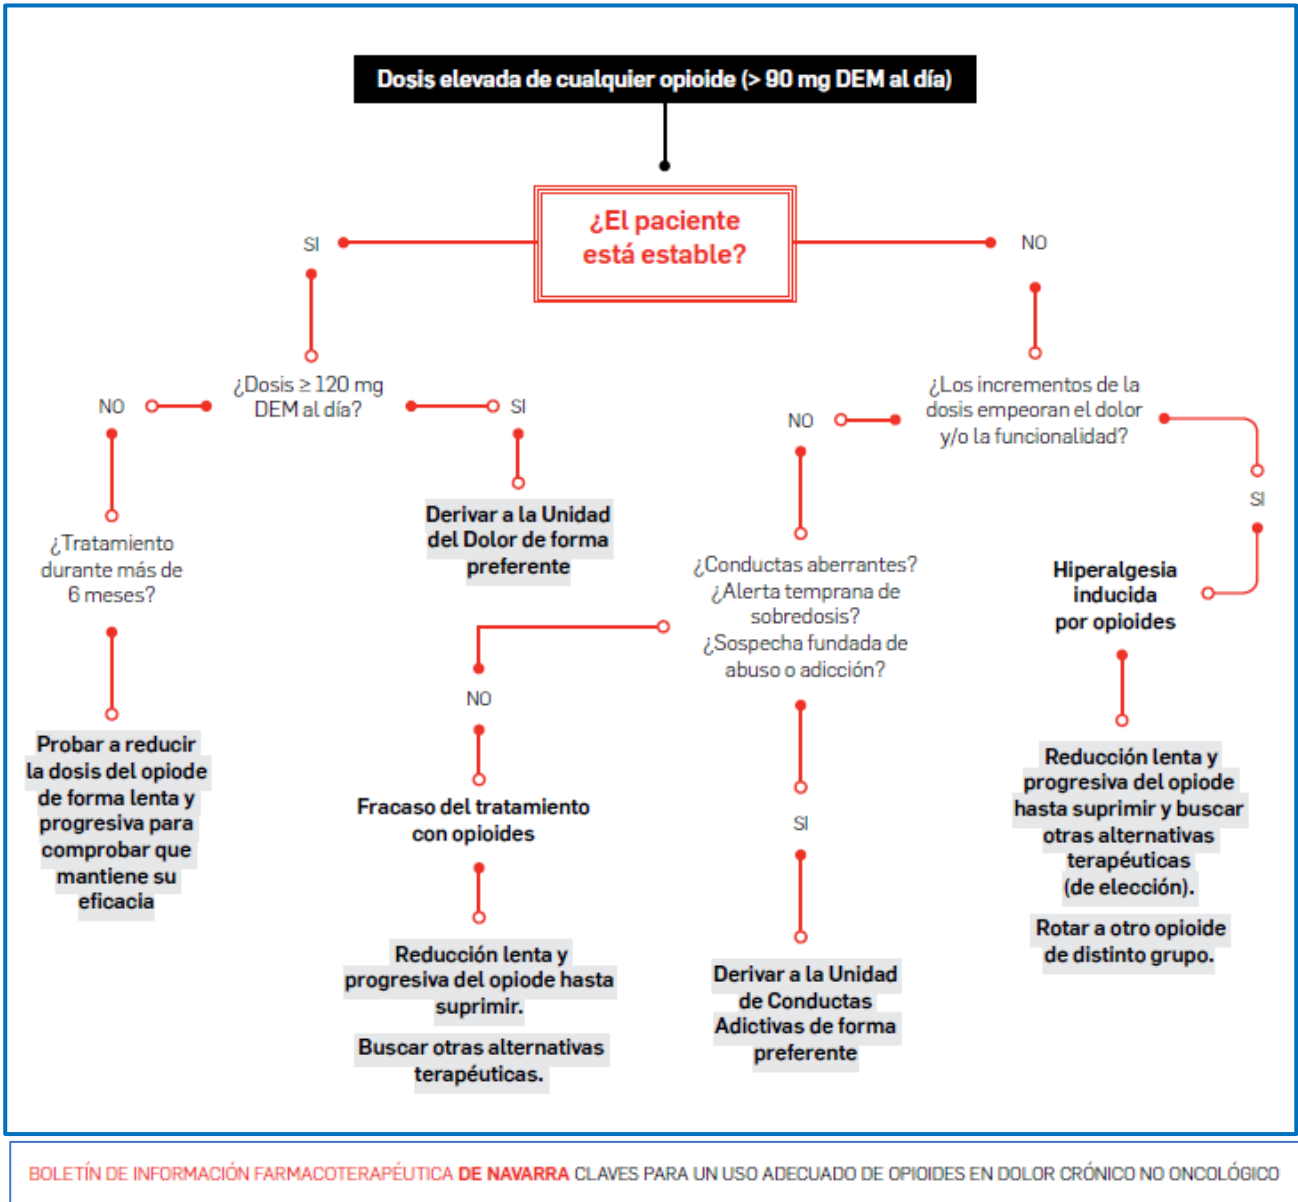 Dosis elevada de cualquier opioide (> 90 mg DEM al día)
¿El paciente
está estable?
SI
NO
¿Dosis ≥ 120 mg
DEM al día?
NO
SI
¿Tratamiento
durante más de
6 meses?
Probar a reducir
la dosis del opiode
de forma lenta y
progresiva para
comprobar que
mantiene su
eficacia
Derivar a la Unidad
del Dolor de forma
preferente
¿Los incrementos de la
dosis empeoran el dolor
y/o la funcionalidad?
NO
SI
¿Conductas aberrantes?
¿Alerta temprana de
sobredosis?
¿Sospecha fundada de
abuso o adicción?
NO
Fracaso del tratamiento
con opioides
Reducción lenta y
progresiva del opiode hasta
suprimir.
Buscar otras alternativas
terapéuticas.
SI
Derivar a la Unidad
de Conductas
Adictivas de forma
preferente
Hiperalgesia
inducida
por opioides
Reducción lenta y
progresiva del opiode
hasta suprimir y buscar
otras alternativas
terapéuticas
(de elección).
Rotar a otro opioide
de distinto grupo.
BOLETÍN DE INFORMACIÓN FARMACOTERAPÉUTICA DE NAVARRA CLAVES PARA UN USO ADECUADO DE OPIOIDES EN DOLOR CRÓNICO NO ONCOLÓGICO